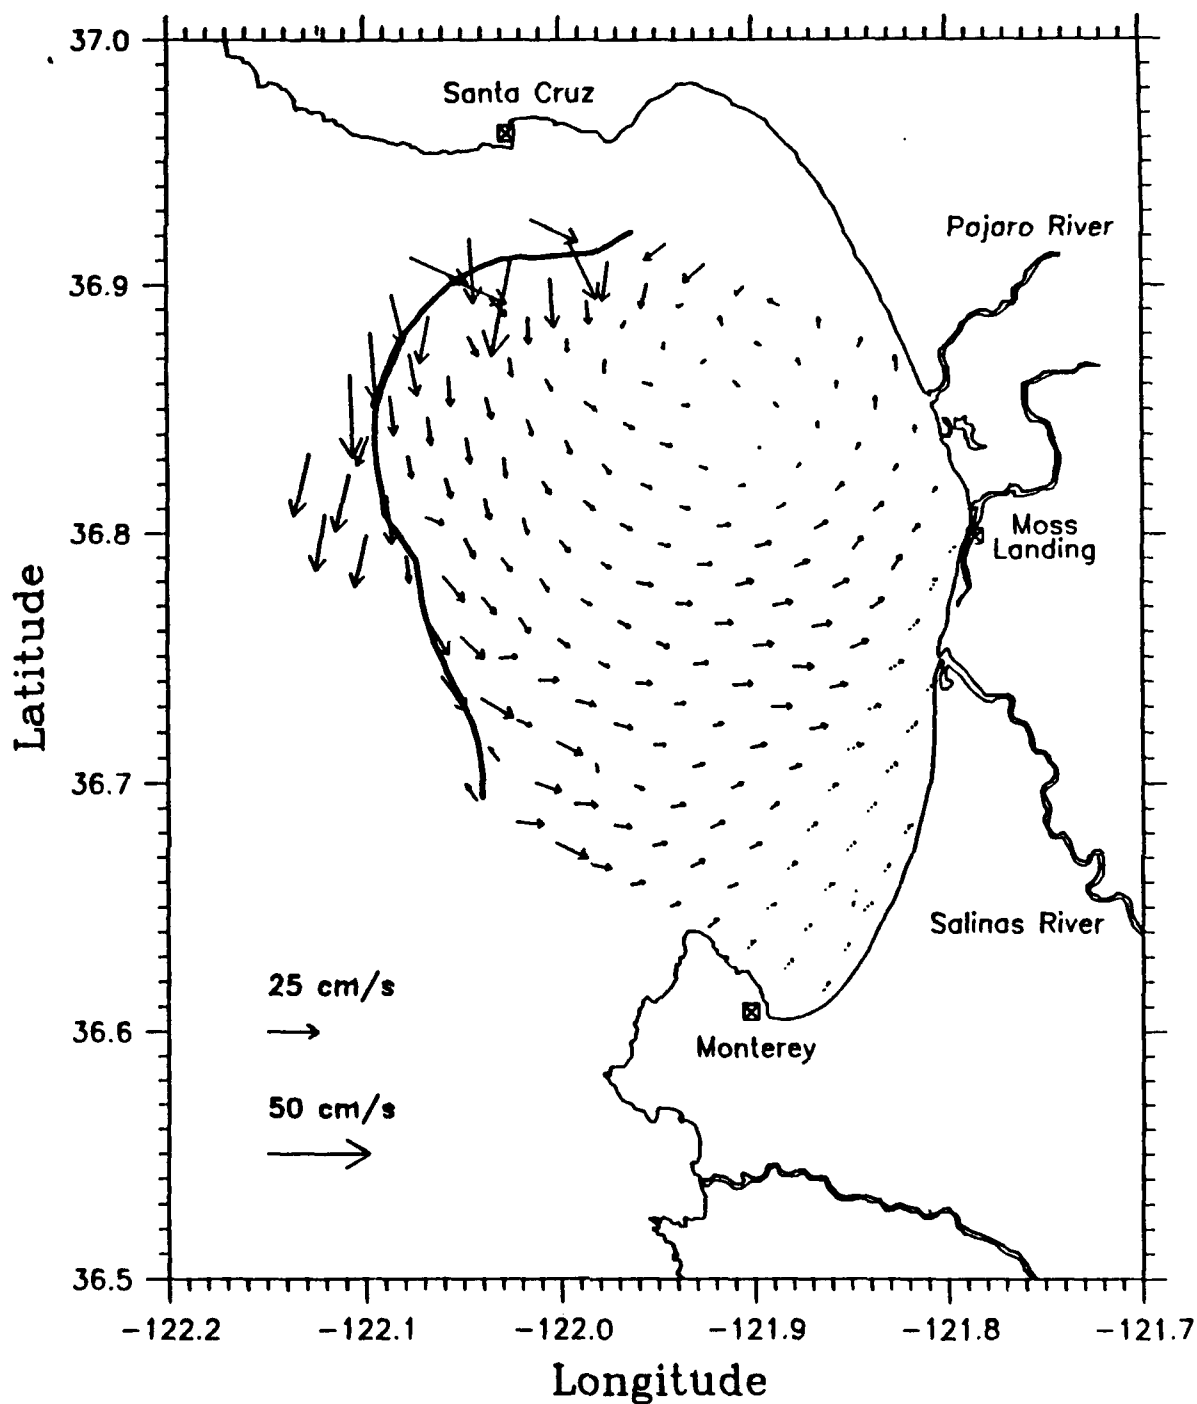 37.0
Santa Cruz
Pajaro River
36.9
36.8
Moss
Landing
Latitude
36.7
Salinas River
25 cm/s
36.6
Monterey
50 cm/s
36.5
-122.2 -122.1 -122.0 -121.9 -121.8 -121.7
Longitude